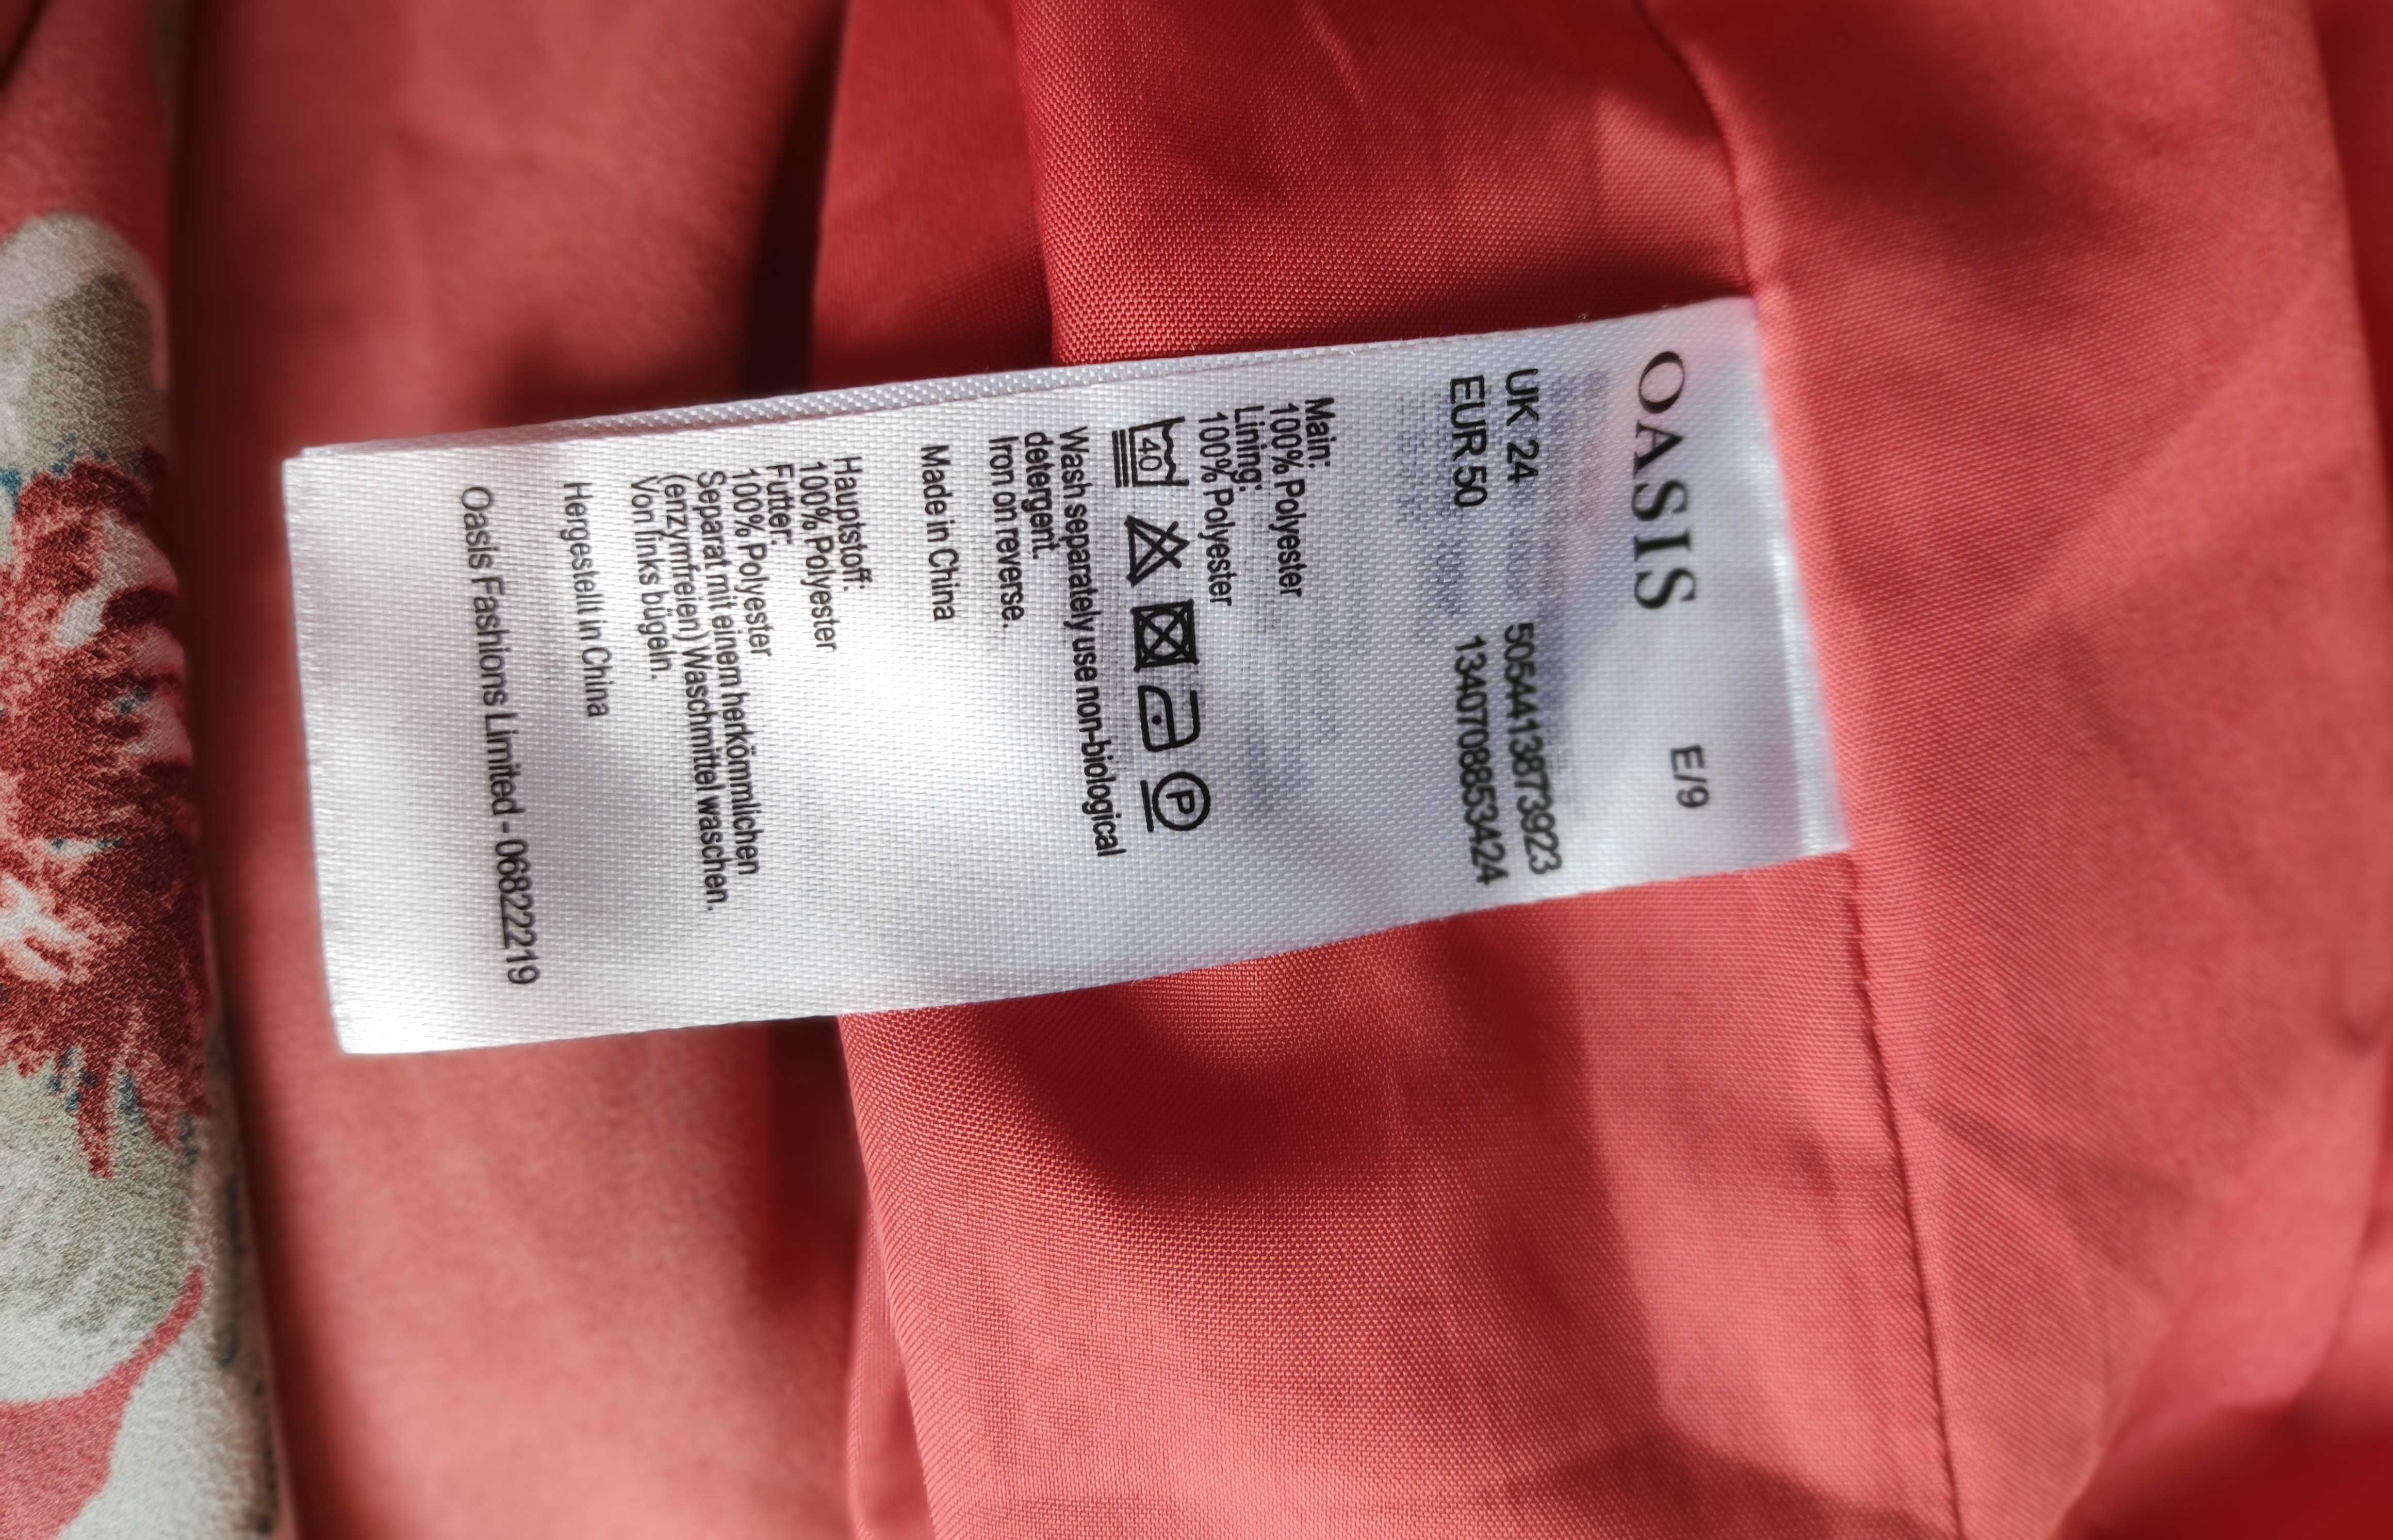 OASIS E/9
UK 24 5054413873923
EUR 50 1340708853424
Main:
100% Polyester
Lining:
100% Polyester
40 P
Wash separately use non-biological
detergent.
Iron on reverse.
Made in China
Hauptstoff:
100% Polyester
Futter:
100% Polyester
Separat mit einem herkömmlichen
(enzymfreien) Waschmittel waschen.
Von links bügeln.
Hergestellt in China
Oasis Fashions Limited - 06822219